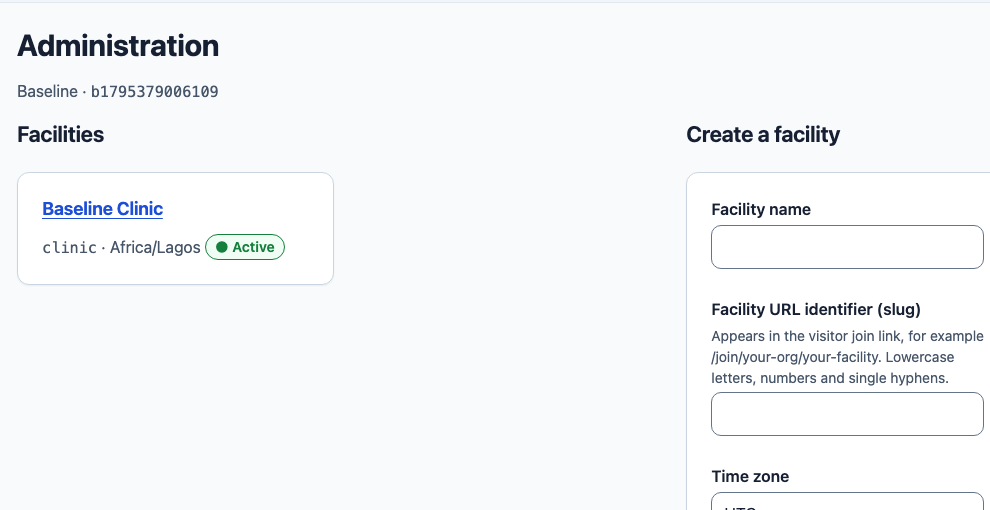 Administration
Baseline · b1795379006109
Facilities
Baseline Clinic
clinic · Africa/Lagos Active
Create a facility
Facility name
Facility URL identifier (slug)
Appears in the visitor join link, for example
/join/your-org/your-facility. Lowercase
letters, numbers and single hyphens.
Time zone
UTC